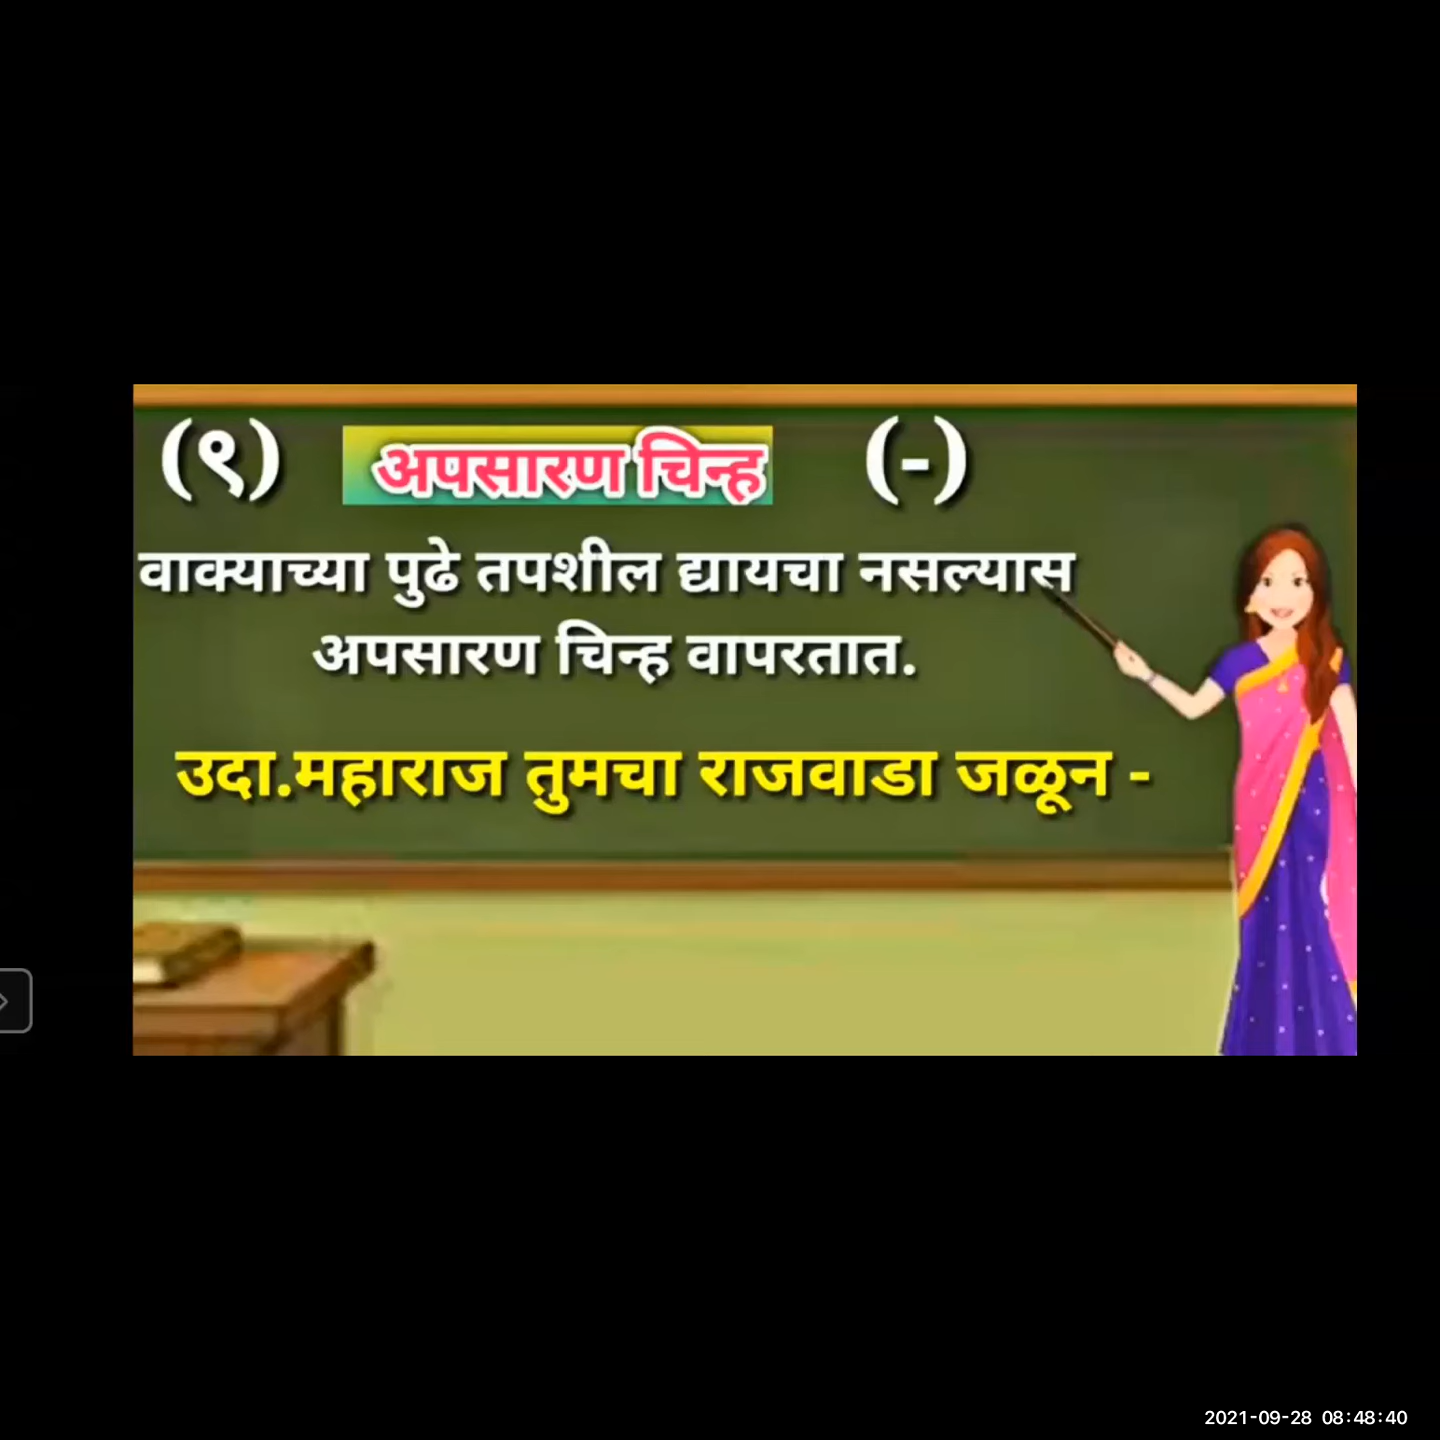 (९) अपसारण चिन्ह (-)
वाक्याच्या पुढे तपशील द्यायचा नसल्यास
अपसारण चिन्ह वापरतात.
उदा.महाराज तुमचा राजवाडा जळून -
2021-09-28 08:48:40